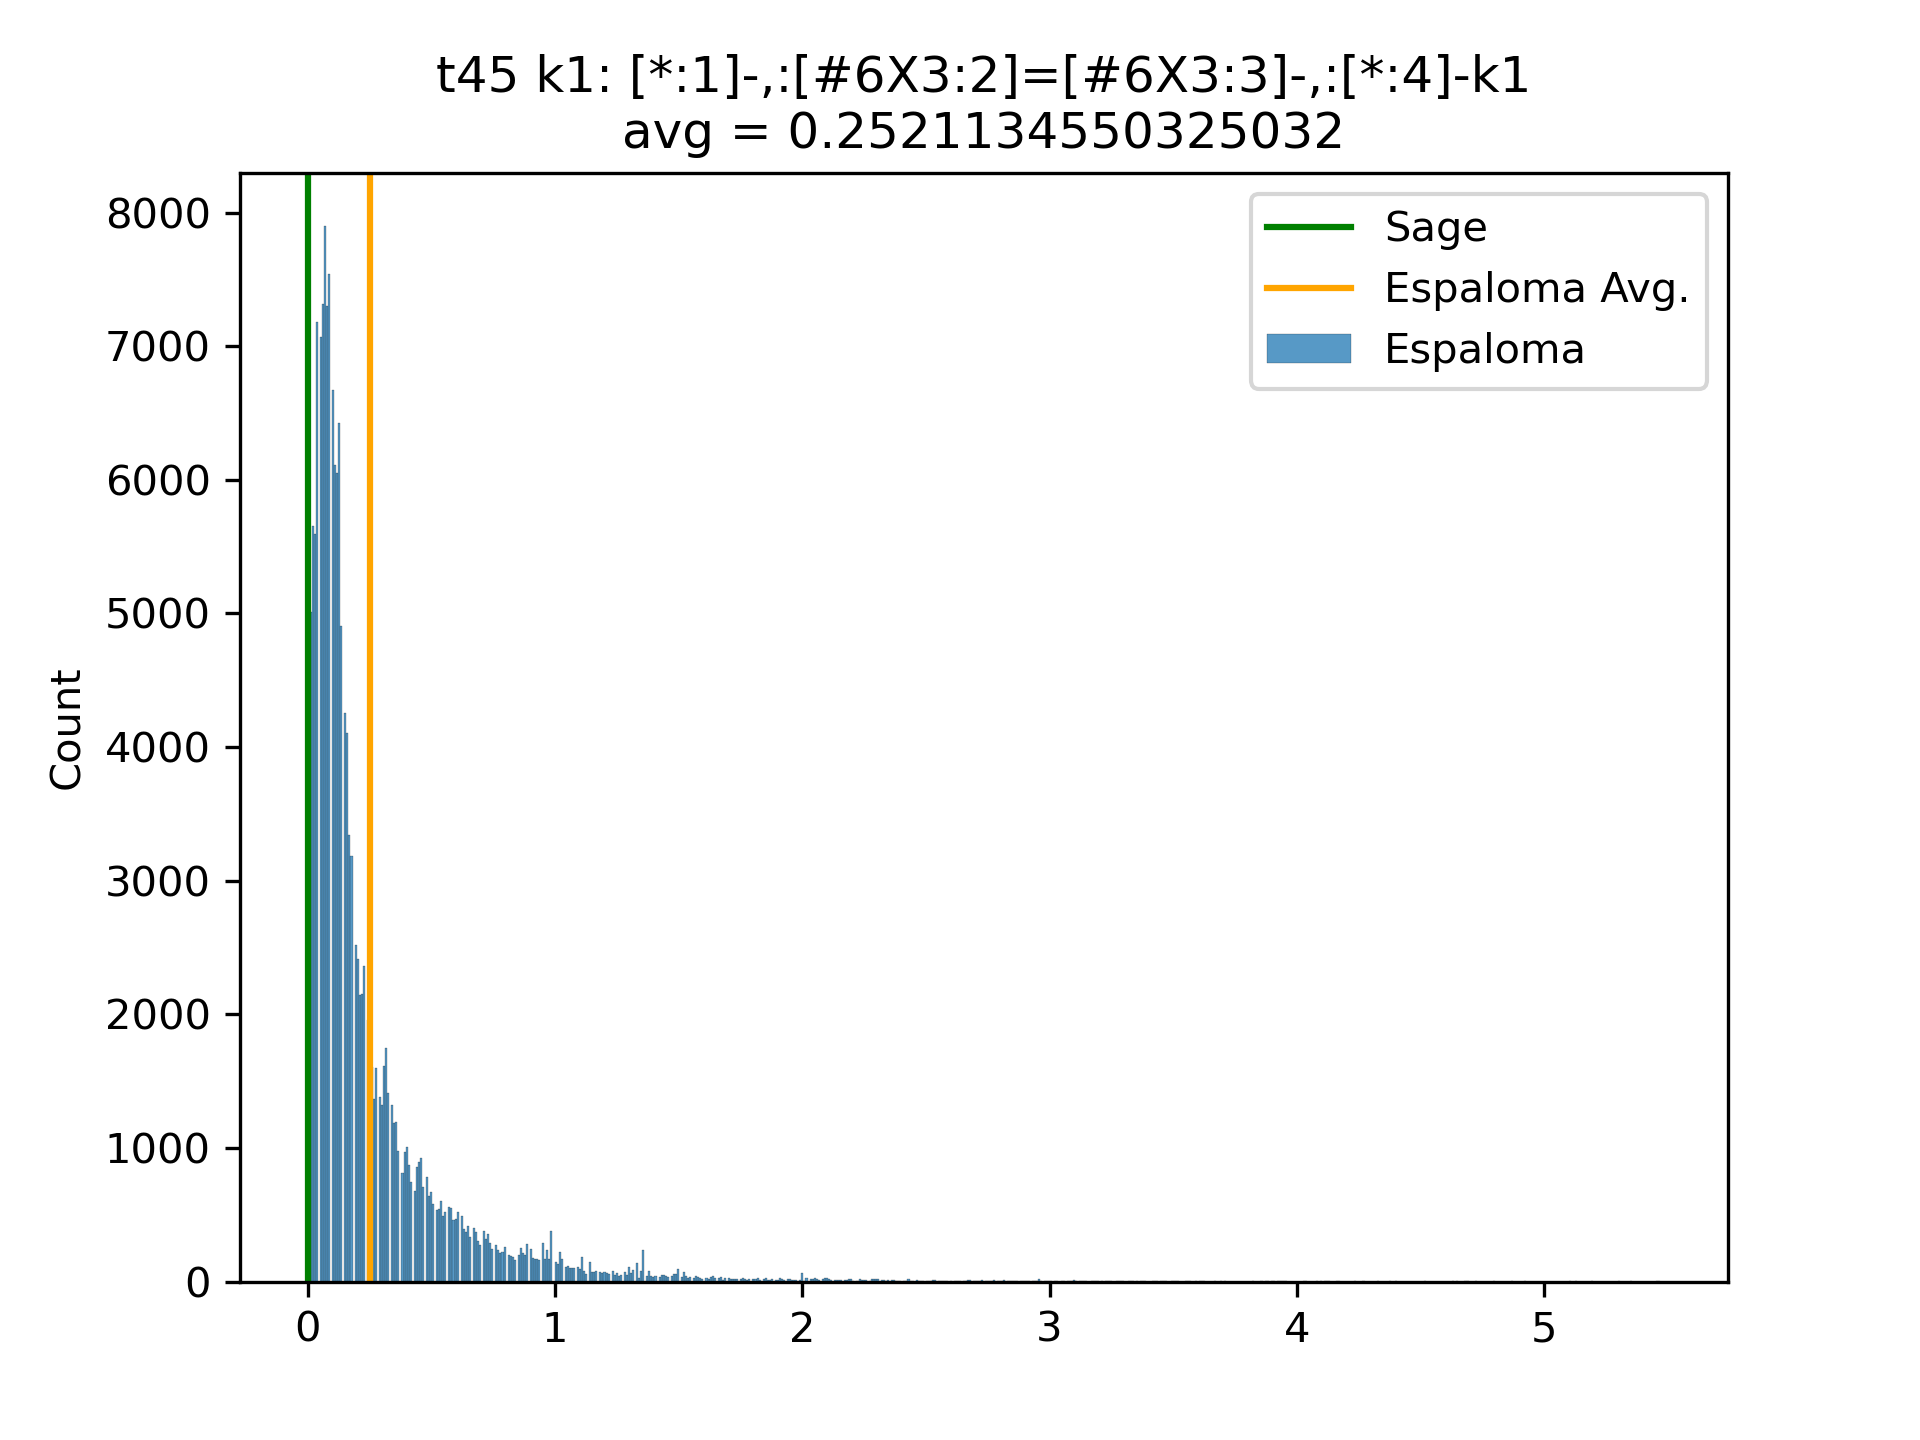 t45 k1: [*:1]-,:[#6X3:2]=[#6X3:3]-,:[*:4]-k1
avg = 0.2521134550325032
8000
7000
6000
5000
4000
3000
2000
1000
0
Count
Sage
Espaloma Avg.
Espaloma
0 1 2 3 4 5